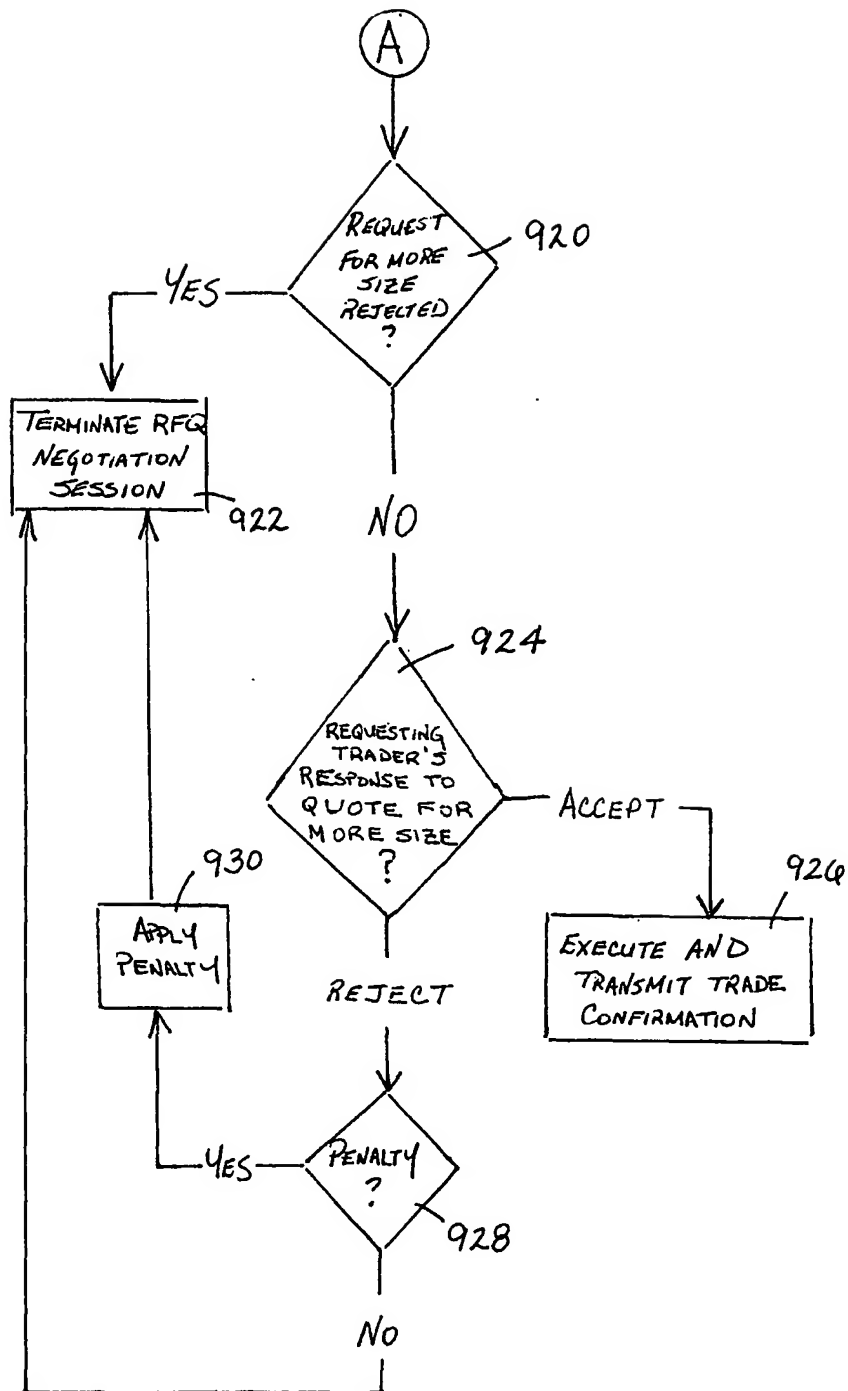 A
REQUEST
FOR MORE
SIZE
REJECTED
?
920
YES
TERMINATE RFQ
NEGOTIATION
SESSION
922
NO
924
REQUESTING
TRADER'S
RESPONSE TO
QUOTE FOR
MORE SIZE
?
ACCEPT
926
EXECUTE AND
TRANSMIT TRADE
CONFIRMATION
930
APPLY
PENALTY
REJECT
YES
PENALTY
?
928
NO